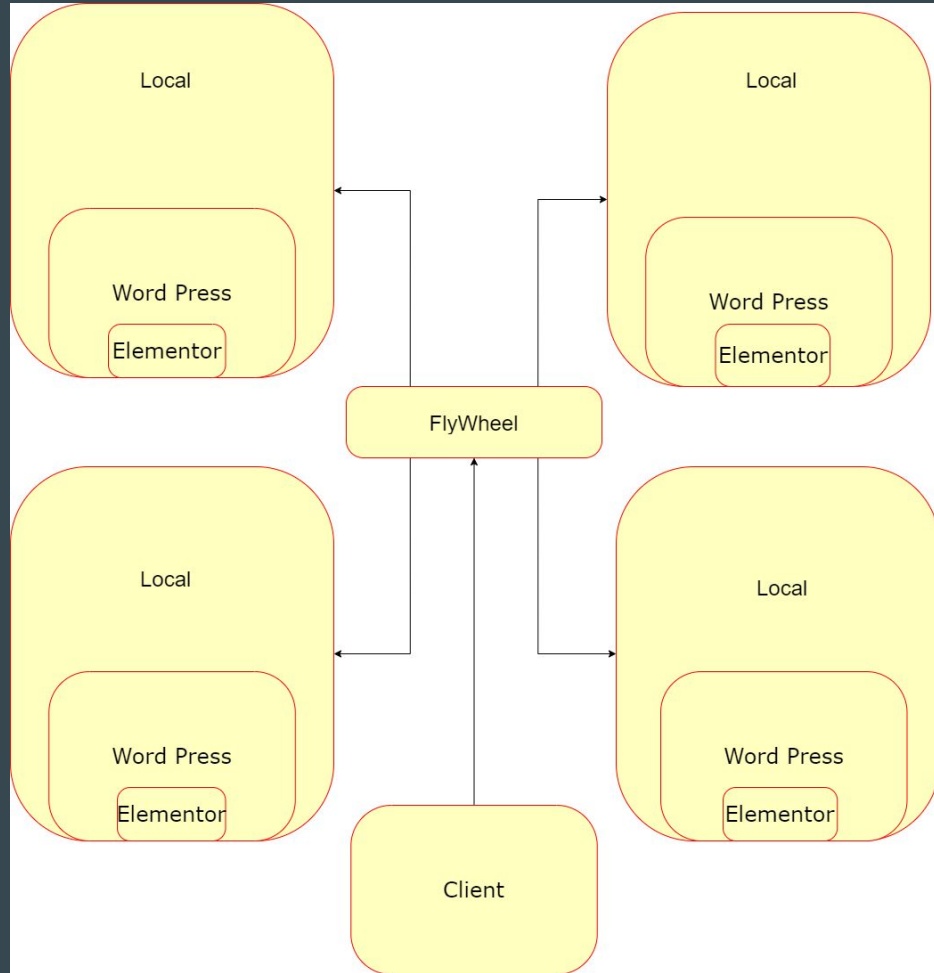 Local
Word Press
Elementor
Local
Word Press
Elementor
FlyWheel
Local
Word Press
Elementor
Local
Word Press
Elementor
Client